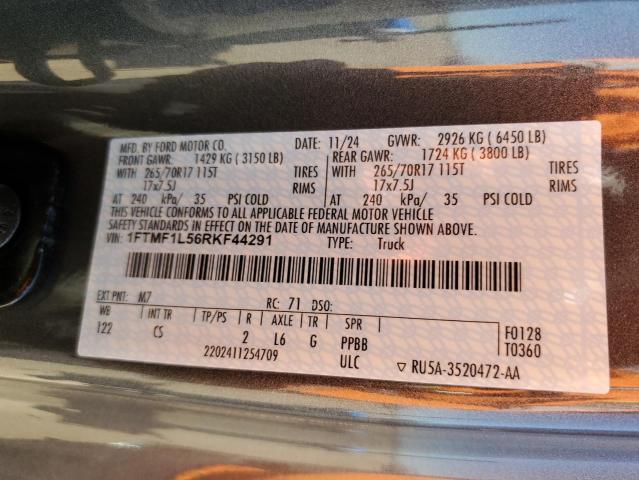 MFD. BY FORD MOTOR CO. DATE: 11/24 GVWR: 2926 KG ( 6450 LB)
FRONT GAWR: 1429 KG ( 3150 LB) REAR GAWR: 1724 KG ( 3800 LB)
WITH 265/70R17 115T TIRES WITH 265/70R17 115T TIRES
17x7.5J RIMS 17x7.5J RIMS
AT 240 kPa/ 35 PSI COLD AT 240 kPa/ 35 PSI COLD
THIS VEHICLE CONFORMS TO ALL APPLICABLE FEDERAL MOTOR VEHICLE
SAFETY STANDARDS IN EFFECT ON THE DATE OF MANUFACTURE SHOWN ABOVE.
VIN: 1FTMF1L56RKF44291 TYPE: Truck
EXT PNT: M7 RC: 71 DSO:
WB INT TR TP/PS R AXLE TR SPR F0128
122 CS 2 L6 G PPBB T0360
2202411254709 ULC ▽ RU5A-3520472-AA